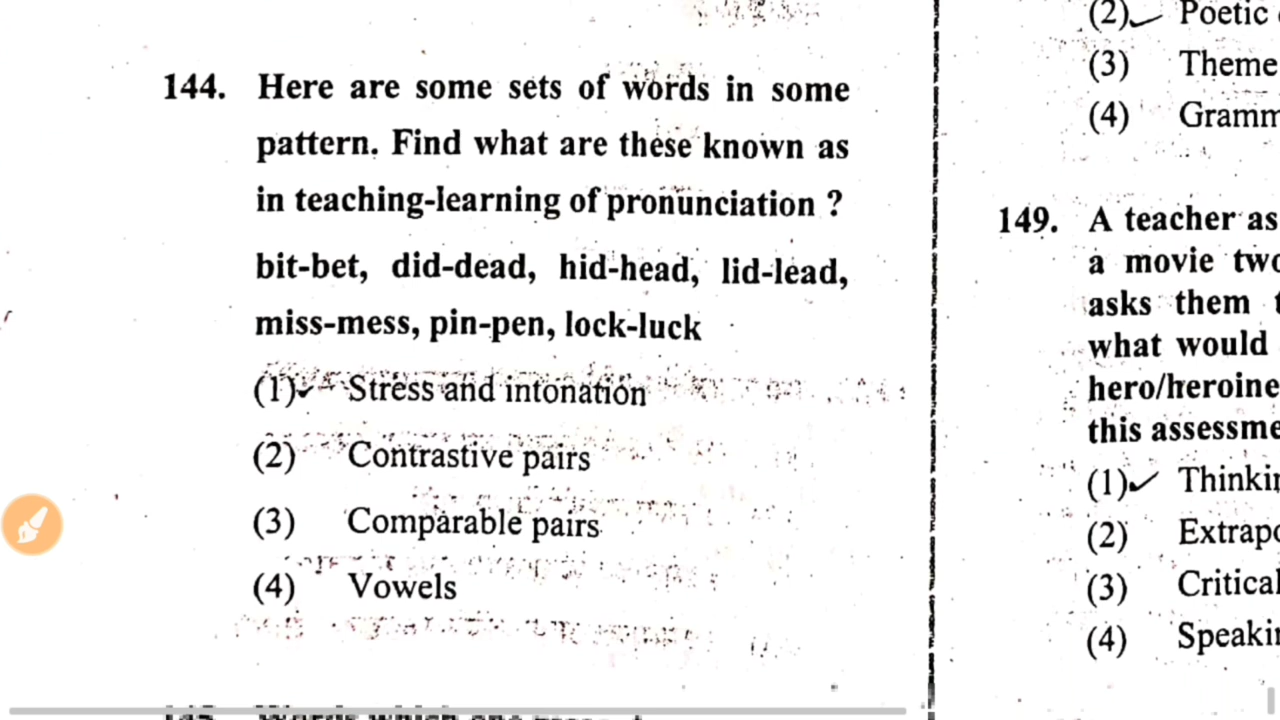 144. Here are some sets of words in some
pattern. Find what are these known as
in teaching-learning of pronunciation ?
bit-bet, did-dead, hid-head, lid-lead,
miss-mess, pin-pen, lock-luck
(1) Stress and intonation
(2) Contrastive pairs
(3) Comparable pairs
(4) Vowels
(2) Poetic
(3) Theme
(4) Gramm
149. A teacher as
a movie two
asks them
what would
hero/heroine
this assessme
(1) Thinkin
(2) Extrapo
(3) Critical
(4) Speakin